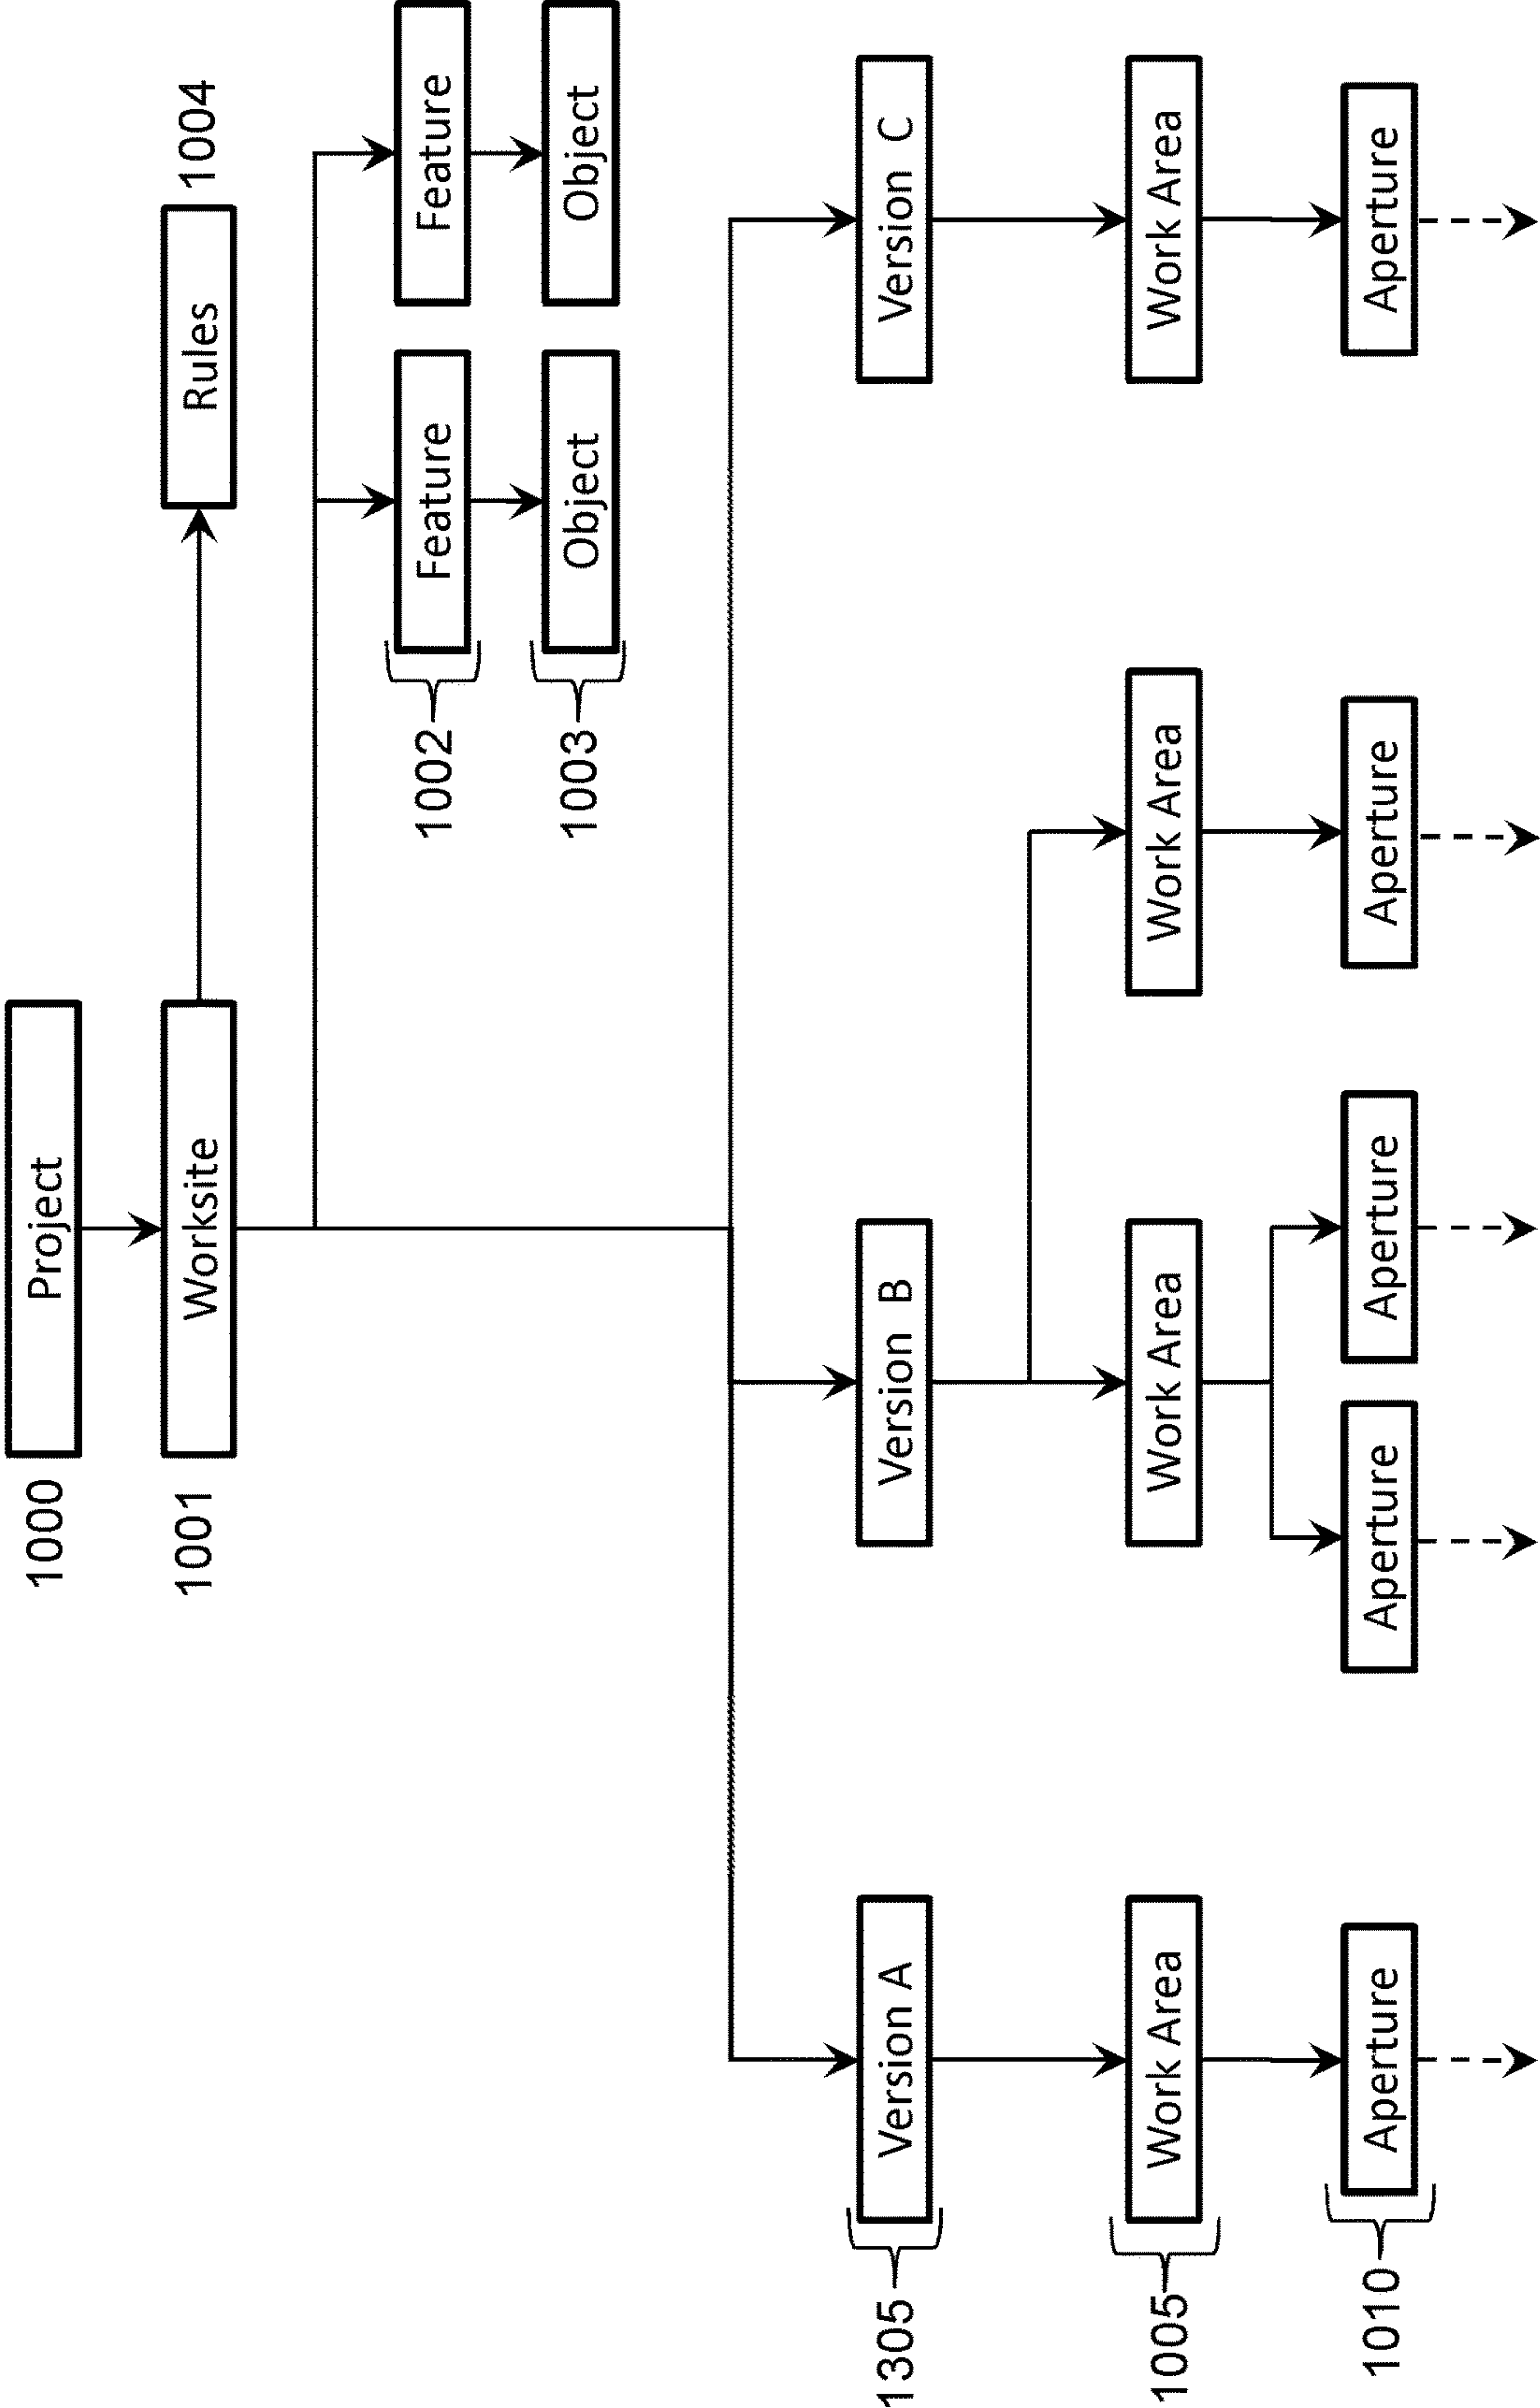 1000
Project
1001
Worksite
Rules
1004
1002
Feature
Feature
1003
Object
Object
1305
Version A
Version B
Version C
1005
Work Area
Work Area
Work Area
Work Area
1010
Aperture
Aperture
Aperture
Aperture
Aperture